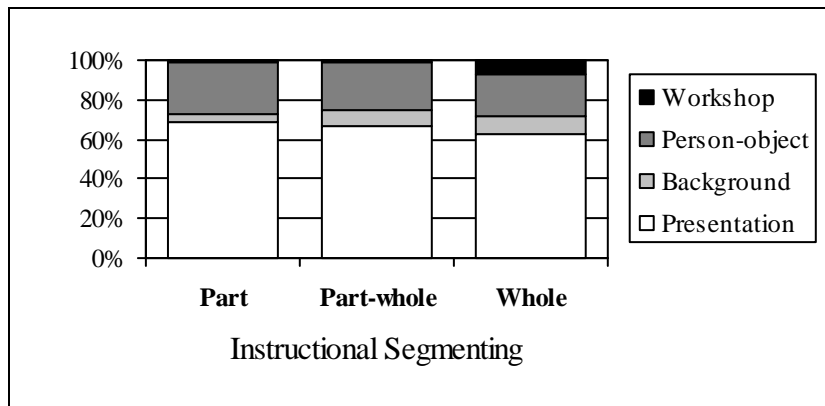 100%
80%
60%
40%
20%
0%
Part
Part-whole
Whole
Instructional Segmenting
Workshop
Person-object
Background
Presentation